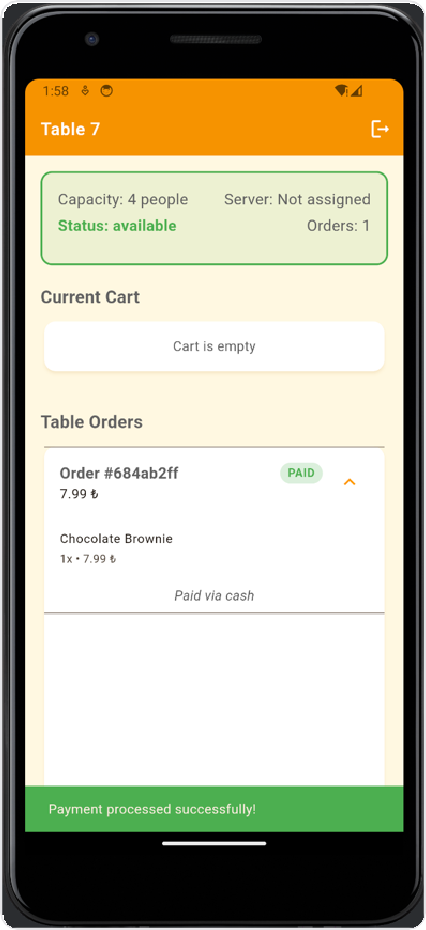 1:58
Table 7
Capacity: 4 people Server: Not assigned
Status: available Orders: 1
Current Cart
Cart is empty
Table Orders
Order #684ab2ff PAID
7.99 ₺
Chocolate Brownie
1x • 7.99 ₺
Paid via cash
Payment processed successfully!